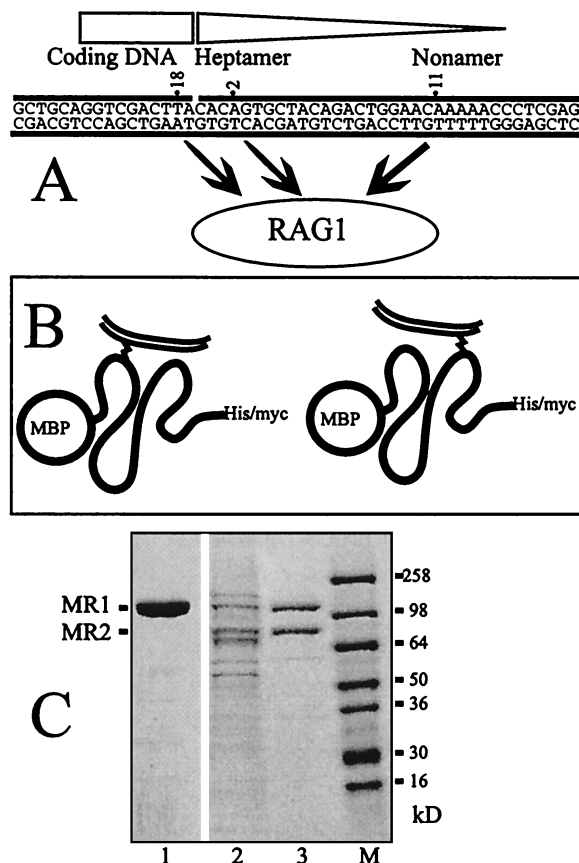 Coding DNA Heptamer Nonamer
18 2 11
GCTGCAGGTCGACTTACACAGTGCTACAGACTGGAACAAAAACCCTCGAG
CGACGTCCAGCTGAATGTGTCACGATGTCTGACCTTGTTTTTGGGAGCTC
A
RAG1
B
MBP His/myc MBP His/myc
C
MR1
MR2
258
98
64
50
36
30
16
kD
1 2 3 M